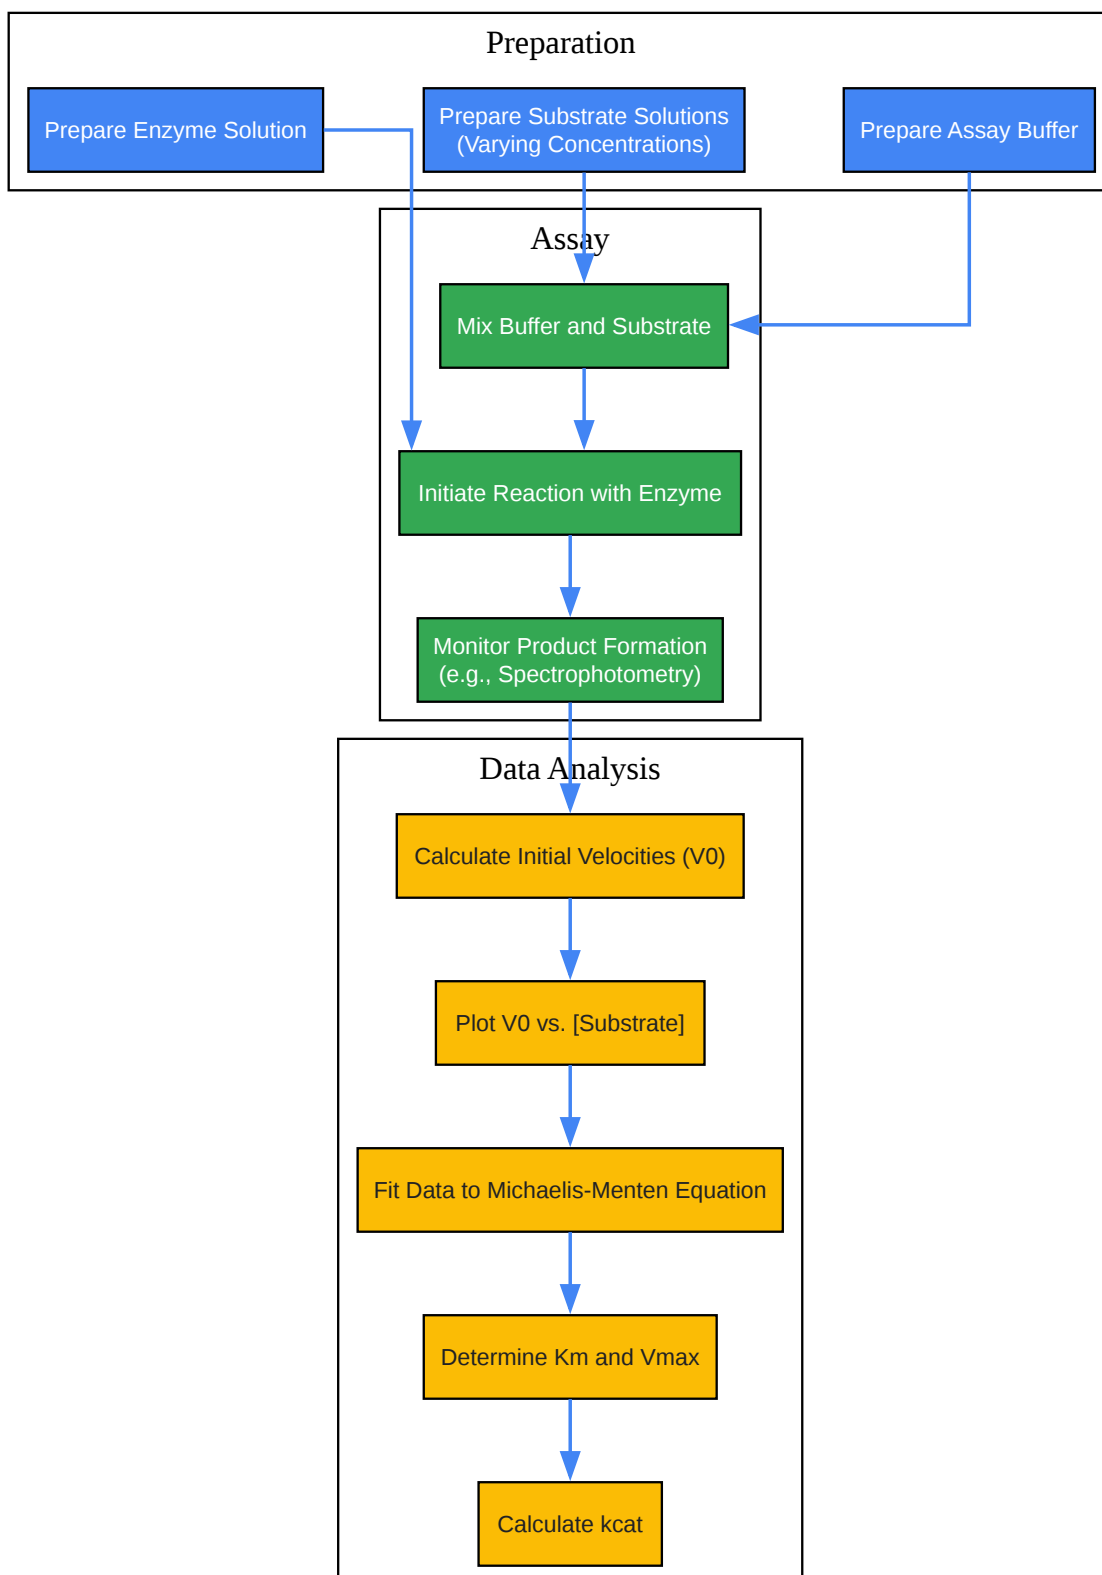 Preparation
Prepare Enzyme Solution
Prepare Substrate Solutions
(Varying Concentrations)
Prepare Assay Buffer
Assay
Mix Buffer and Substrate
Initiate Reaction with Enzyme
Monitor Product Formation
(e.g., Spectrophotometry)
Data Analysis
Calculate Initial Velocities (V0)
Plot V0 vs. [Substrate]
Fit Data to Michaelis-Menten Equation
Determine Km and Vmax
Calculate kcat